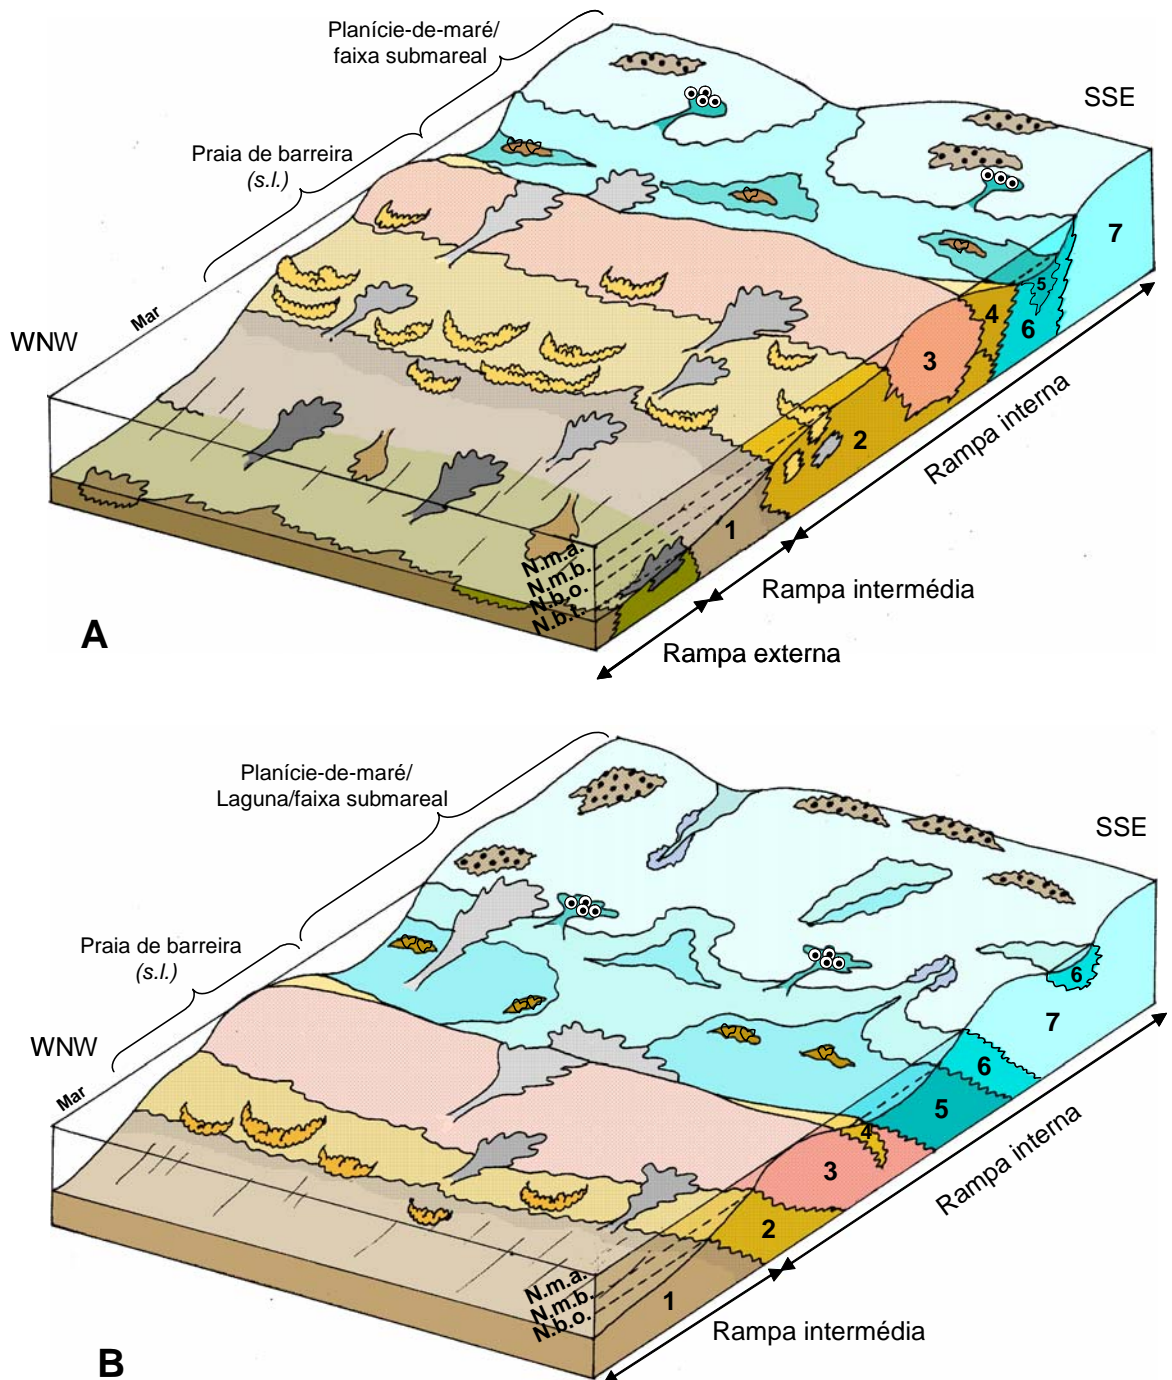 Planície-de-maré/
faixa submareal
SSE
Praia de barreira
(s.l.)
Mar
WNW
7
5
4
6
3
2
1
N.m.a.
N.m.b.
N.b.o.
N.b.t.
Rampa interna
Rampa intermédia
Rampa externa
A
Planície-de-maré/
Laguna/faixa submareal
SSE
Praia de barreira
(s.l.)
WNW
Mar
6
7
6
5
4
3
2
1
N.m.a.
N.m.b.
N.b.o.
Rampa interna
Rampa intermédia
B